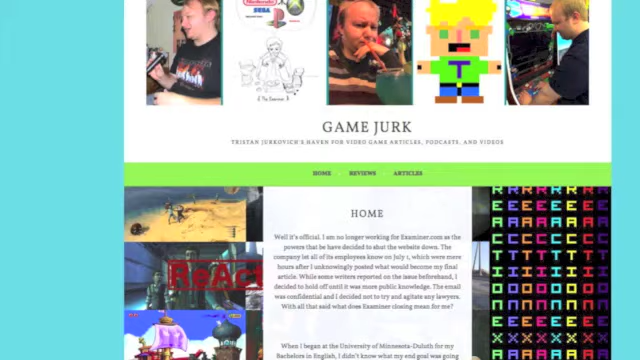 Nintendo
SEGA
GAME JURK
TRISTAN JURKOVICH'S HAVEN FOR VIDEO GAME ARTICLES, PODCASTS, AND VIDEOS
HOME
REVIEWS
ARTICLES
HOME
Well it's official. I am no longer working for Examiner.com as the
powers that be have decided to shut the website down. The
company let all of its employees know on July 1, which were mere
hours after I unknowingly posted what would become my final
article. While some writers reported on the issue beforehand, I
decided to hold off until it was more public knowledge. The email
was confidential and I decided not to try and agitate any lawyers.
With all that said what does Examiner closing mean for me?
When I began at the University of Minnesota-Duluth for my
Bachelors in English, I didn't know what my end goal was going
ReAct